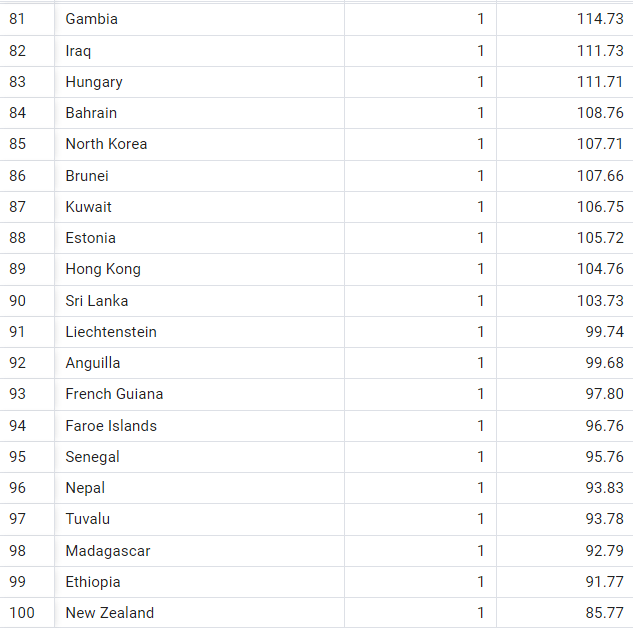 81 Gambia 1 114.73
82 Iraq 1 111.73
83 Hungary 1 111.71
84 Bahrain 1 108.76
85 North Korea 1 107.71
86 Brunei 1 107.66
87 Kuwait 1 106.75
88 Estonia 1 105.72
89 Hong Kong 1 104.76
90 Sri Lanka 1 103.73
91 Liechtenstein 1 99.74
92 Anguilla 1 99.68
93 French Guiana 1 97.80
94 Faroe Islands 1 96.76
95 Senegal 1 95.76
96 Nepal 1 93.83
97 Tuvalu 1 93.78
98 Madagascar 1 92.79
99 Ethiopia 1 91.77
100 New Zealand 1 85.77